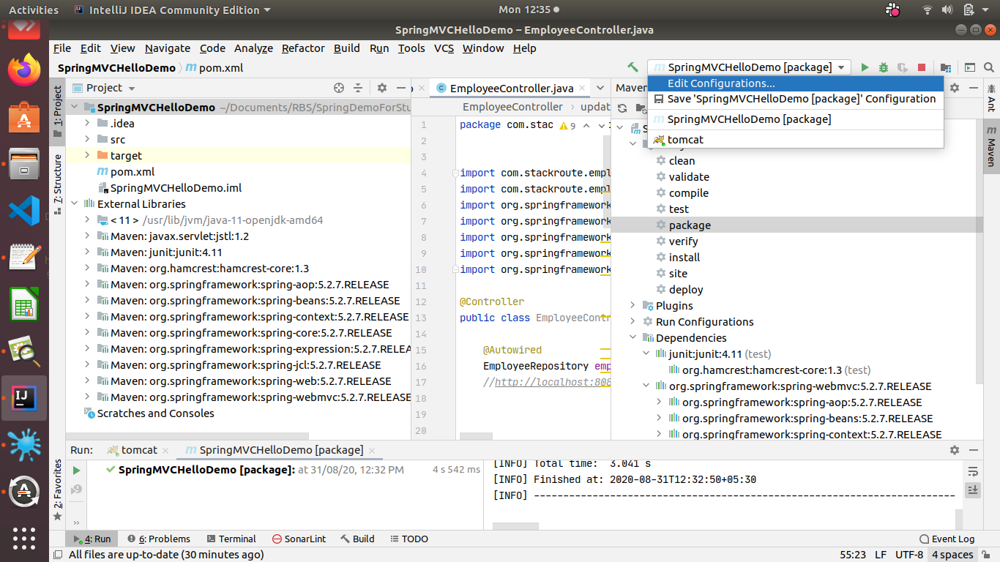 Activities IntelliJ IDEA Community Edition Mon 12:35
SpringMVCHelloDemo – EmployeeController.java
File Edit View Navigate Code Analyze Refactor Build Run Tools VCS Window Help
SpringMVCHelloDemo pom.xml
SpringMVCHelloDemo [package]
Edit Configurations...
Save 'SpringMVCHelloDemo [package]' Configuration
SpringMVCHelloDemo [package]
tomcat
1: Project
7: Structure
2: Favorites
Project
SpringMVCHelloDemo ~/Documents/RBS/SpringDemoForStu
.idea
src
target
pom.xml
SpringMVCHelloDemo.iml
External Libraries
< 11 > /usr/lib/jvm/java-11-openjdk-amd64
Maven: javax.servlet:jstl:1.2
Maven: junit:junit:4.11
Maven: org.hamcrest:hamcrest-core:1.3
Maven: org.springframework:spring-aop:5.2.7.RELEASE
Maven: org.springframework:spring-beans:5.2.7.RELEASE
Maven: org.springframework:spring-context:5.2.7.RELEASE
Maven: org.springframework:spring-core:5.2.7.RELEASE
Maven: org.springframework:spring-expression:5.2.7.RELEA
Maven: org.springframework:spring-jcl:5.2.7.RELEASE
Maven: org.springframework:spring-web:5.2.7.RELEASE
Maven: org.springframework:spring-webmvc:5.2.7.RELEASE
Scratches and Consoles
EmployeeController.java
EmployeeController updat
1 package com.stac 9
2
3
4 import com.stackroute.empl
5 import com.stackroute.empl
6 import org.springframework
7 import org.springframework
8 import org.springframework
9 import org.springframework
10 import org.springframework
11
12 @Controller
13 public class EmployeeContr
14
15 @Autowired
16 EmployeeRepository emp
17 //http://localhost:808
18
19
20
Maven
clean
validate
compile
test
package
verify
install
site
deploy
Plugins
Run Configurations
Dependencies
junit:junit:4.11 (test)
org.hamcrest:hamcrest-core:1.3 (test)
org.springframework:spring-webmvc:5.2.7.RELEASE
org.springframework:spring-aop:5.2.7.RELEASE
org.springframework:spring-beans:5.2.7.RELEASE
org.springframework:spring-context:5.2.7.RELEASE
Ant
Maven
Run: tomcat SpringMVCHelloDemo [package]
SpringMVCHelloDemo [package]: at 31/08/20, 12:32 PM 4 s 542 ms
[INFO] Total time: 3.041 s
[INFO] Finished at: 2020-08-31T12:32:50+05:30
[INFO] ------------------------------------------------------------------------
4: Run 6: Problems Terminal SonarLint Build TODO Event Log
All files are up-to-date (30 minutes ago) 55:23 LF UTF-8 4 spaces